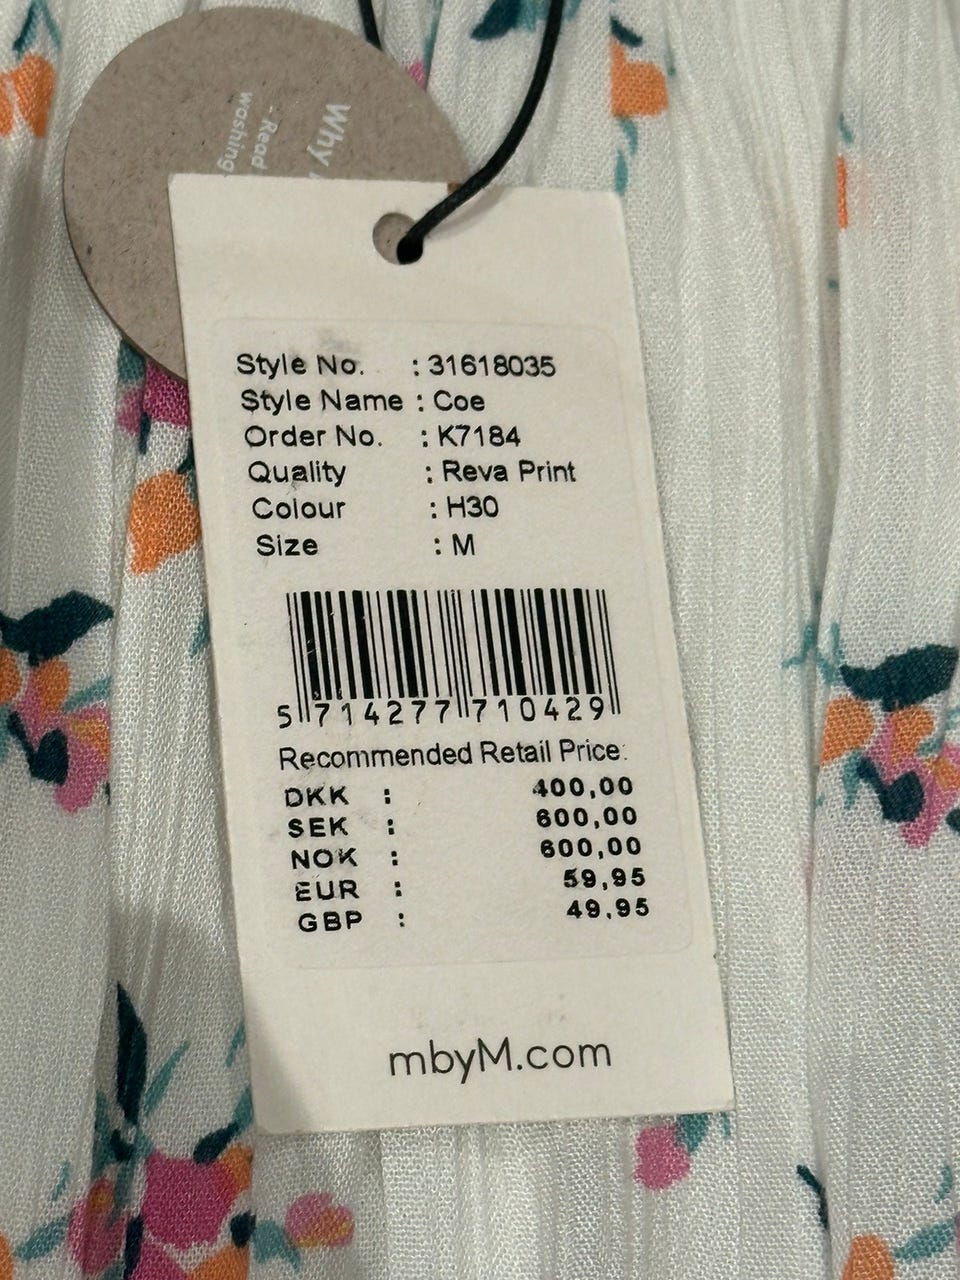 Why
Read
washing
Style No. : 31618035
Style Name : Coe
Order No. : K7184
Quality : Reva Print
Colour : H30
Size : M
5 714277 710429
Recommended Retail Price:
DKK : 400,00
SEK : 600,00
NOK : 600,00
EUR : 59,95
GBP : 49,95
mbyM.com